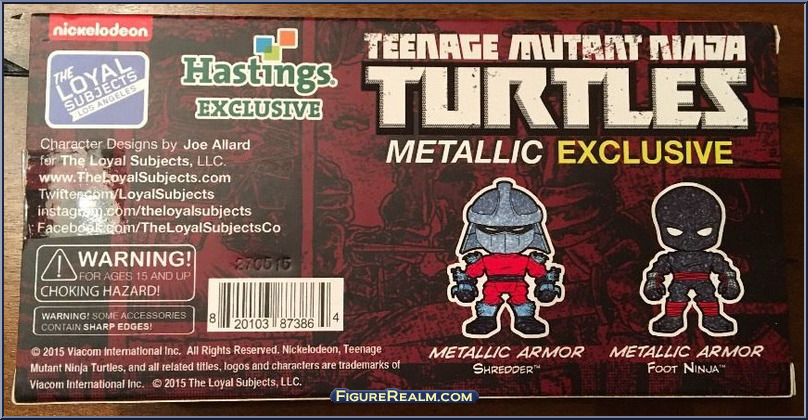 nickelodeon
THE
LOYAL
SUBJECTS
LOS ANGELES
Hastings.
EXCLUSIVE
TEENAGE MUTANT NINJA
TURTLES
METALLIC EXCLUSIVE
Character Designs by Joe Allard
for The Loyal Subjects, LLC.
www.TheLoyalSubjects.com
Twitter.com/LoyalSubjects
instagram.com/theloyalsubjects
Facebook.com/TheLoyalSubjectsCo
WARNING!
FOR AGES 15 AND UP
CHOKING HAZARD!
WARNING! SOME ACCESSORIES
CONTAIN SHARP EDGES!
270515
8 20103 87386 4
METALLIC ARMOR
SHREDDER™
METALLIC ARMOR
FOOT NINJA™
© 2015 Viacom International Inc. All Rights Reserved. Nickelodeon, Teenage
Mutant Ninja Turtles, and all related titles, logos and characters are trademarks of
Viacom International Inc. © 2015 The Loyal Subjects, LLC.
FIGUREREALM.COM